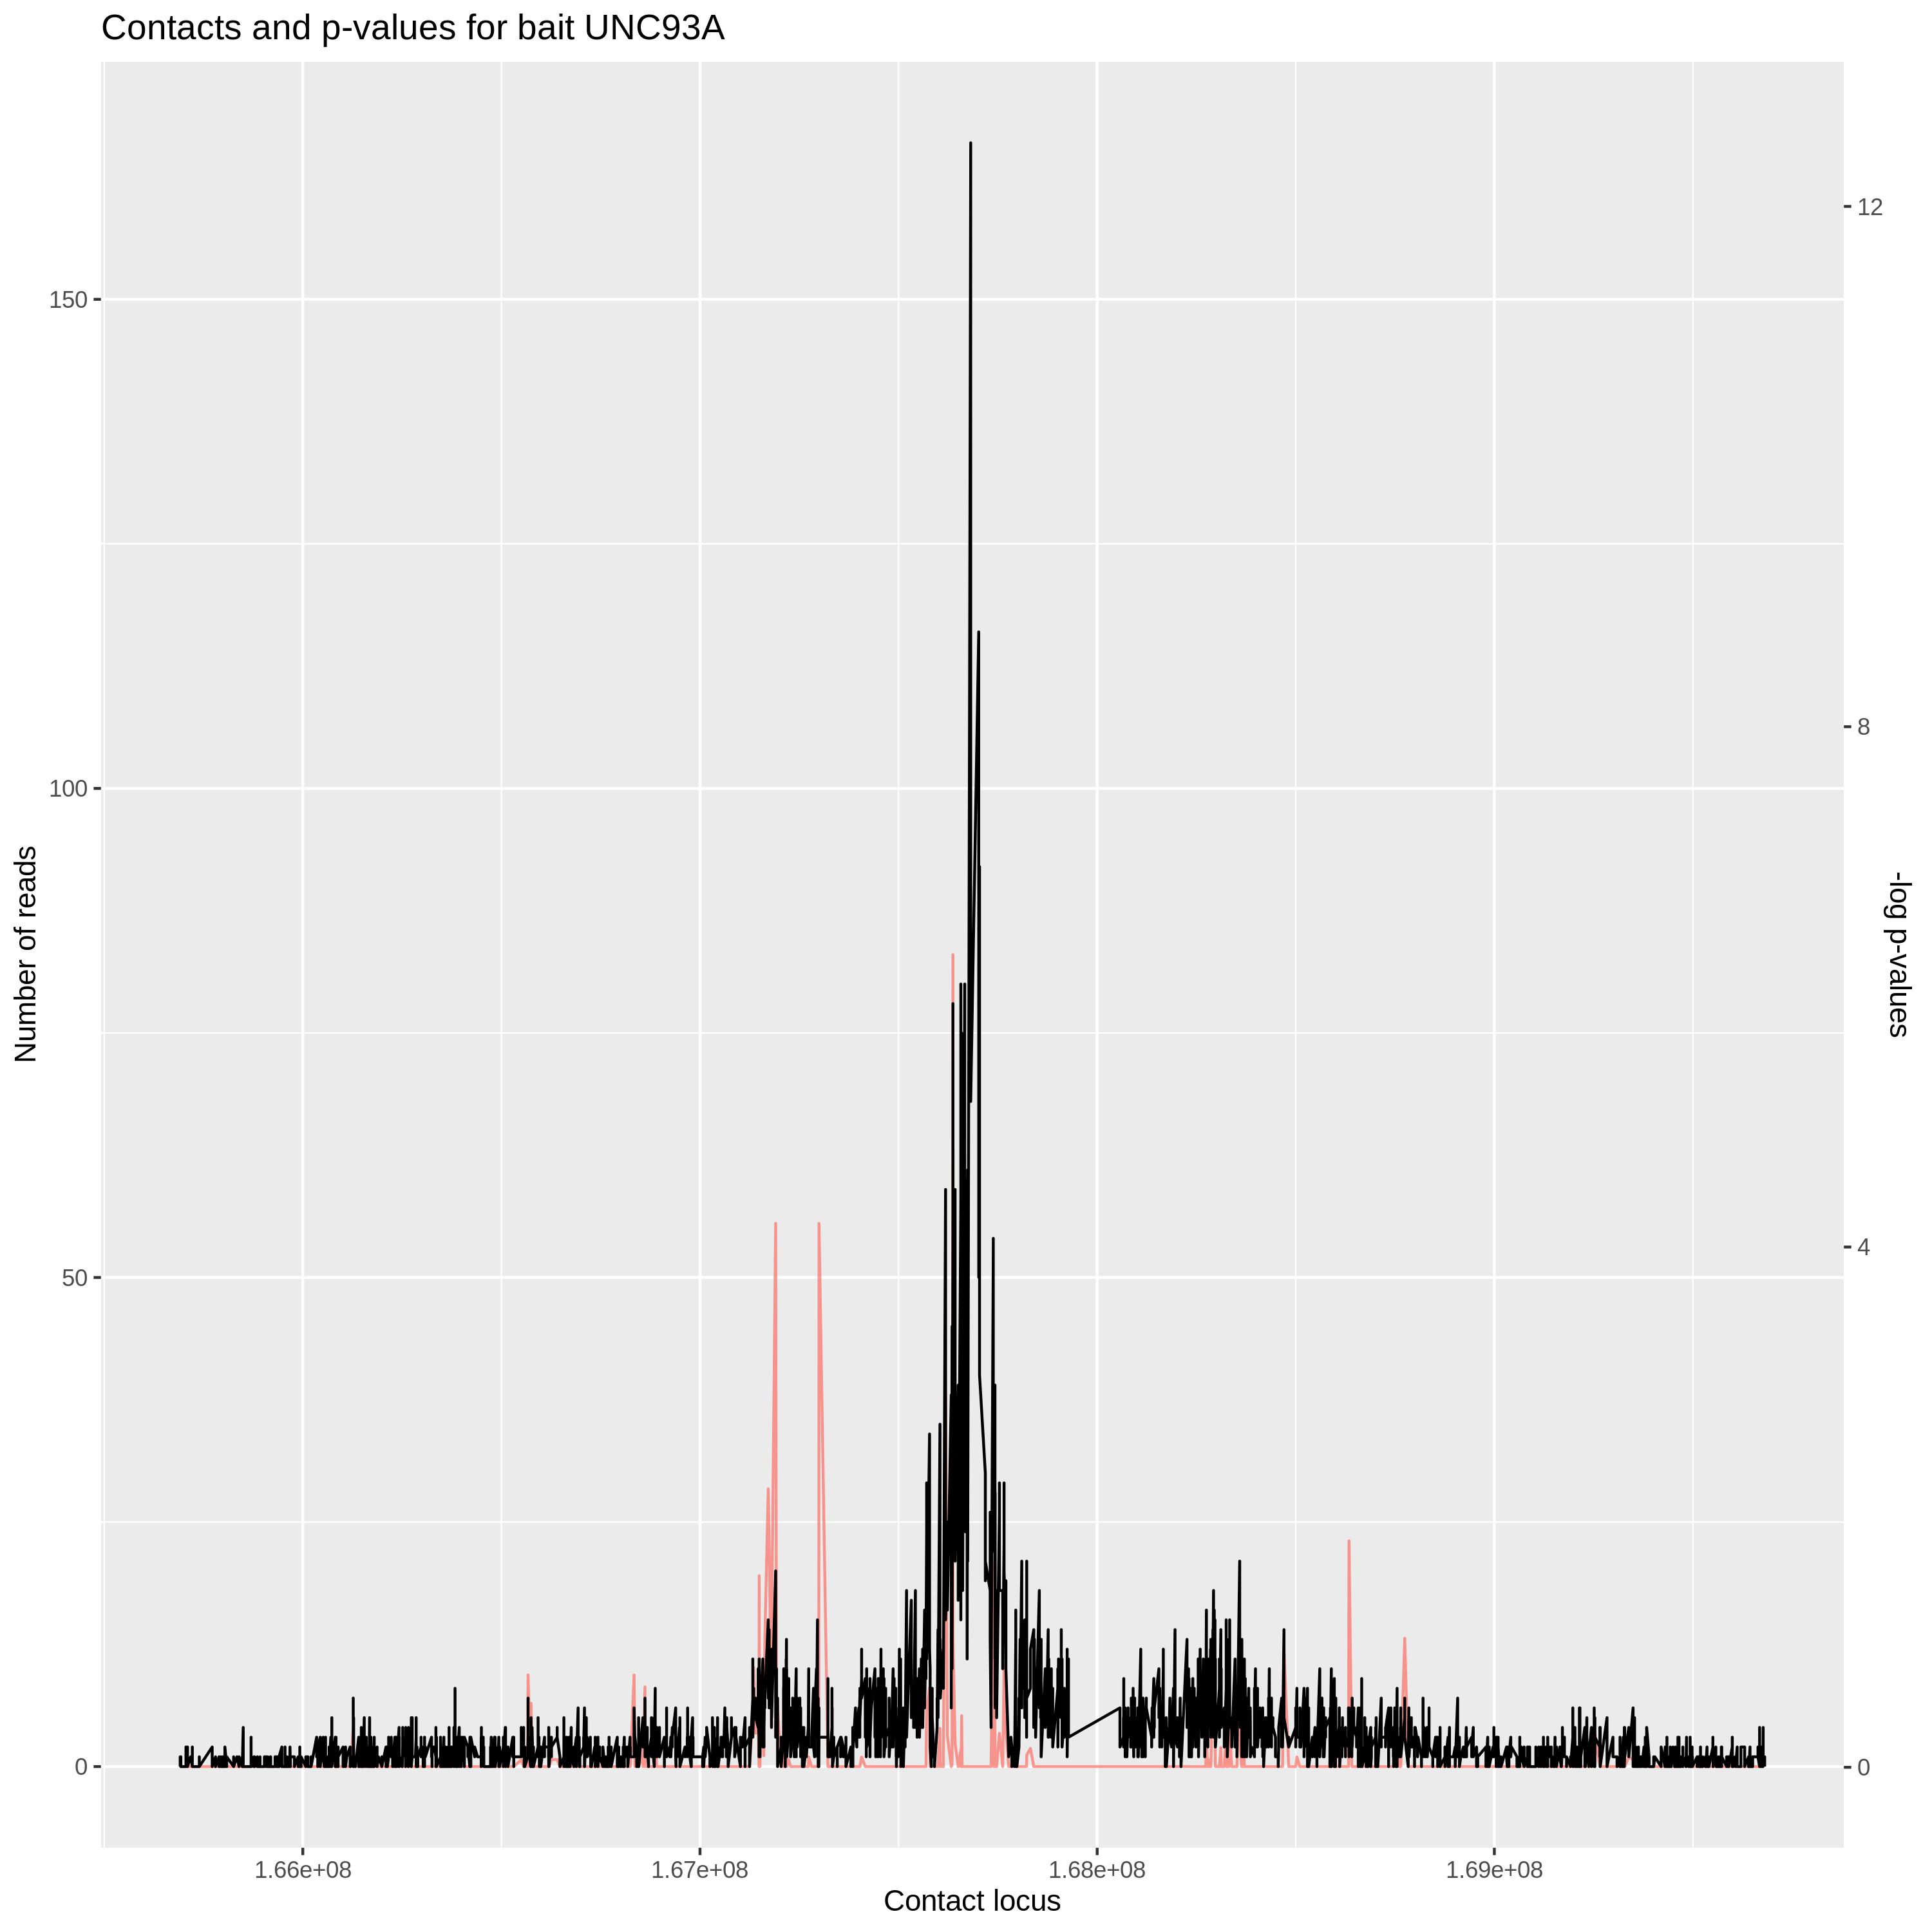 Contacts and p-values for bait UNC93A
150
100
50
0
Number of reads
12
8
4
0
-log p-values
1.66e+08
1.67e+08
1.68e+08
1.69e+08
Contact locus